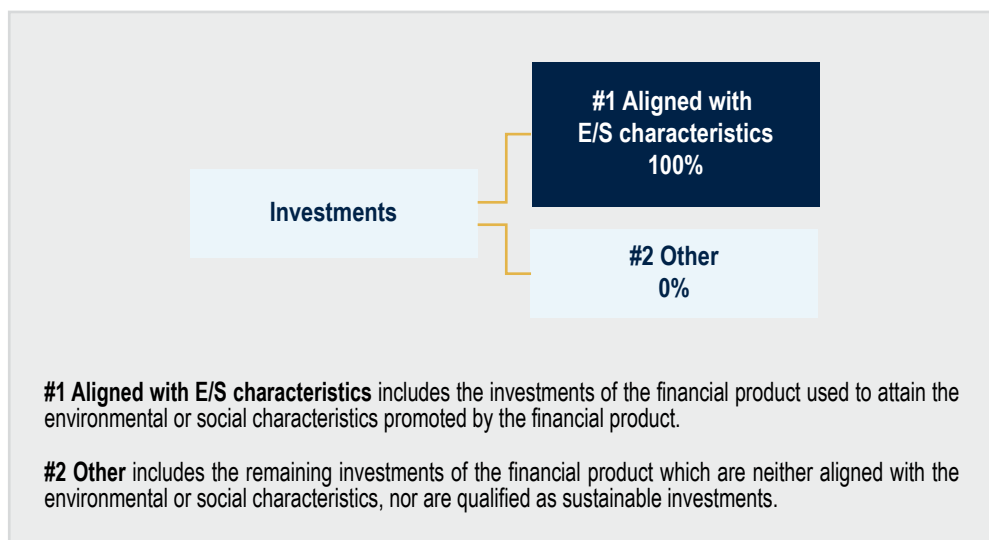 #1 Aligned with
E/S characteristics
100%
Investments
#2 Other
0%
#1 Aligned with E/S characteristics includes the investments of the financial product used to attain the
environmental or social characteristics promoted by the financial product.
#2 Other includes the remaining investments of the financial product which are neither aligned with the
environmental or social characteristics, nor are qualified as sustainable investments.